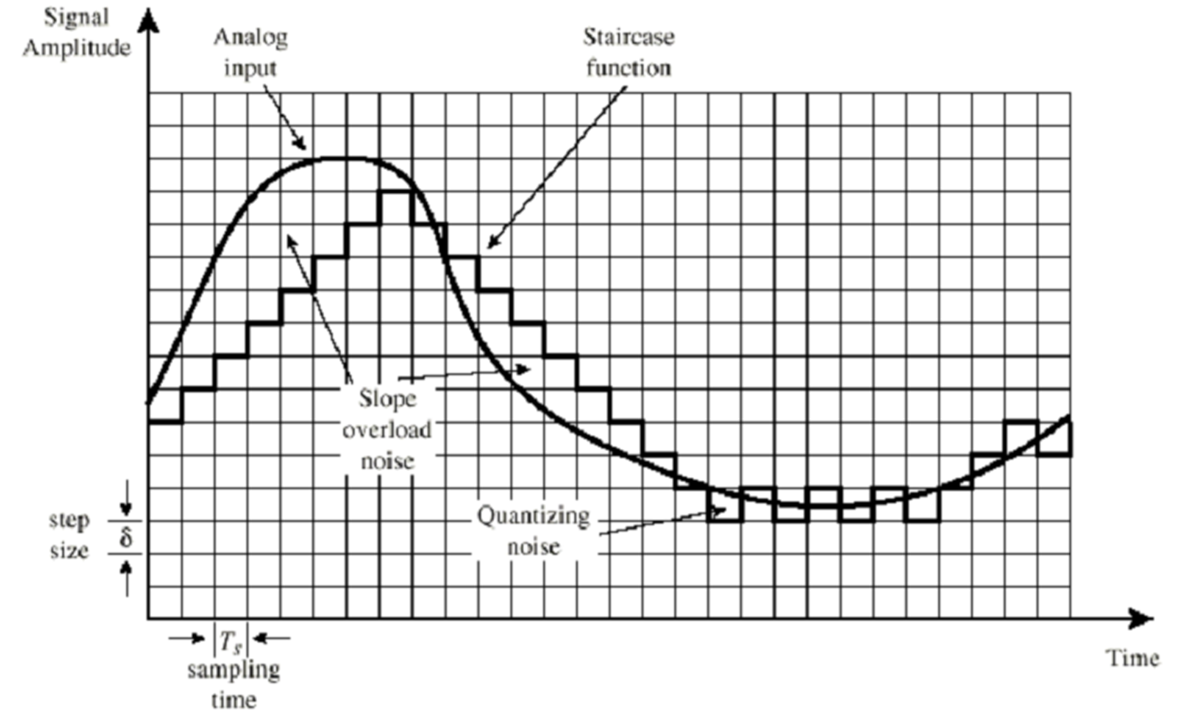 Signal
Amplitude
Analog
input
Staircase
function
Slope
overload
noise
Quantizing
noise
step
size
δ
Ts
sampling
time
Time